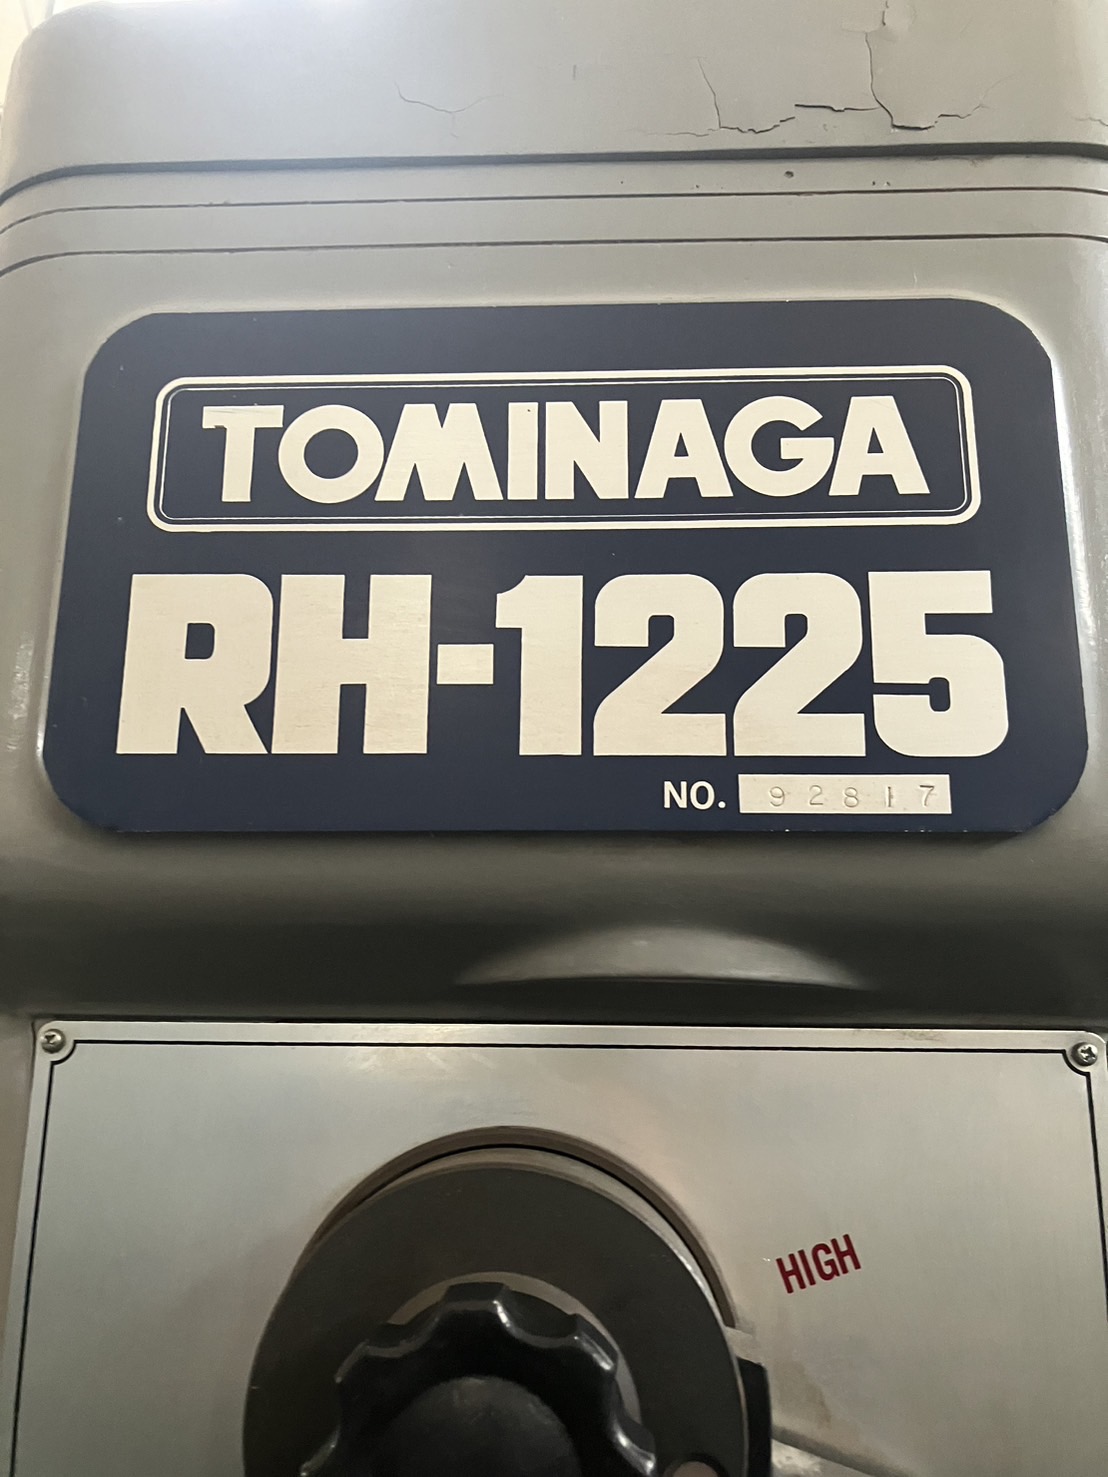 TOMINAGA
RH-1225
NO. 92817
HIGH